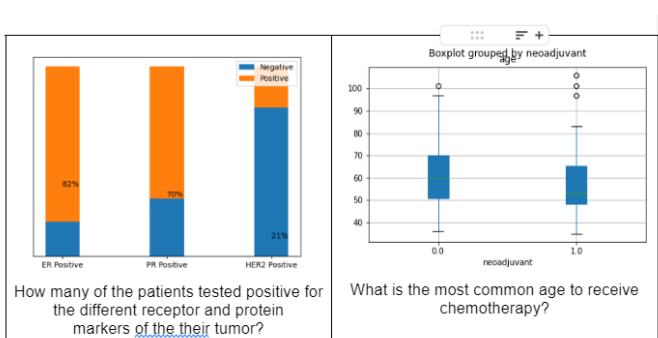 Negative
Positive
82%
70%
21%
ER Positive
PR Positive
HER2 Positive
How many of the patients tested positive for
the different receptor and protein
markers of the their tumor?
Boxplot grouped by neoadjuvant
age
100
90
80
70
60
50
40
0.0
1.0
neoadjuvant
What is the most common age to receive
chemotherapy?